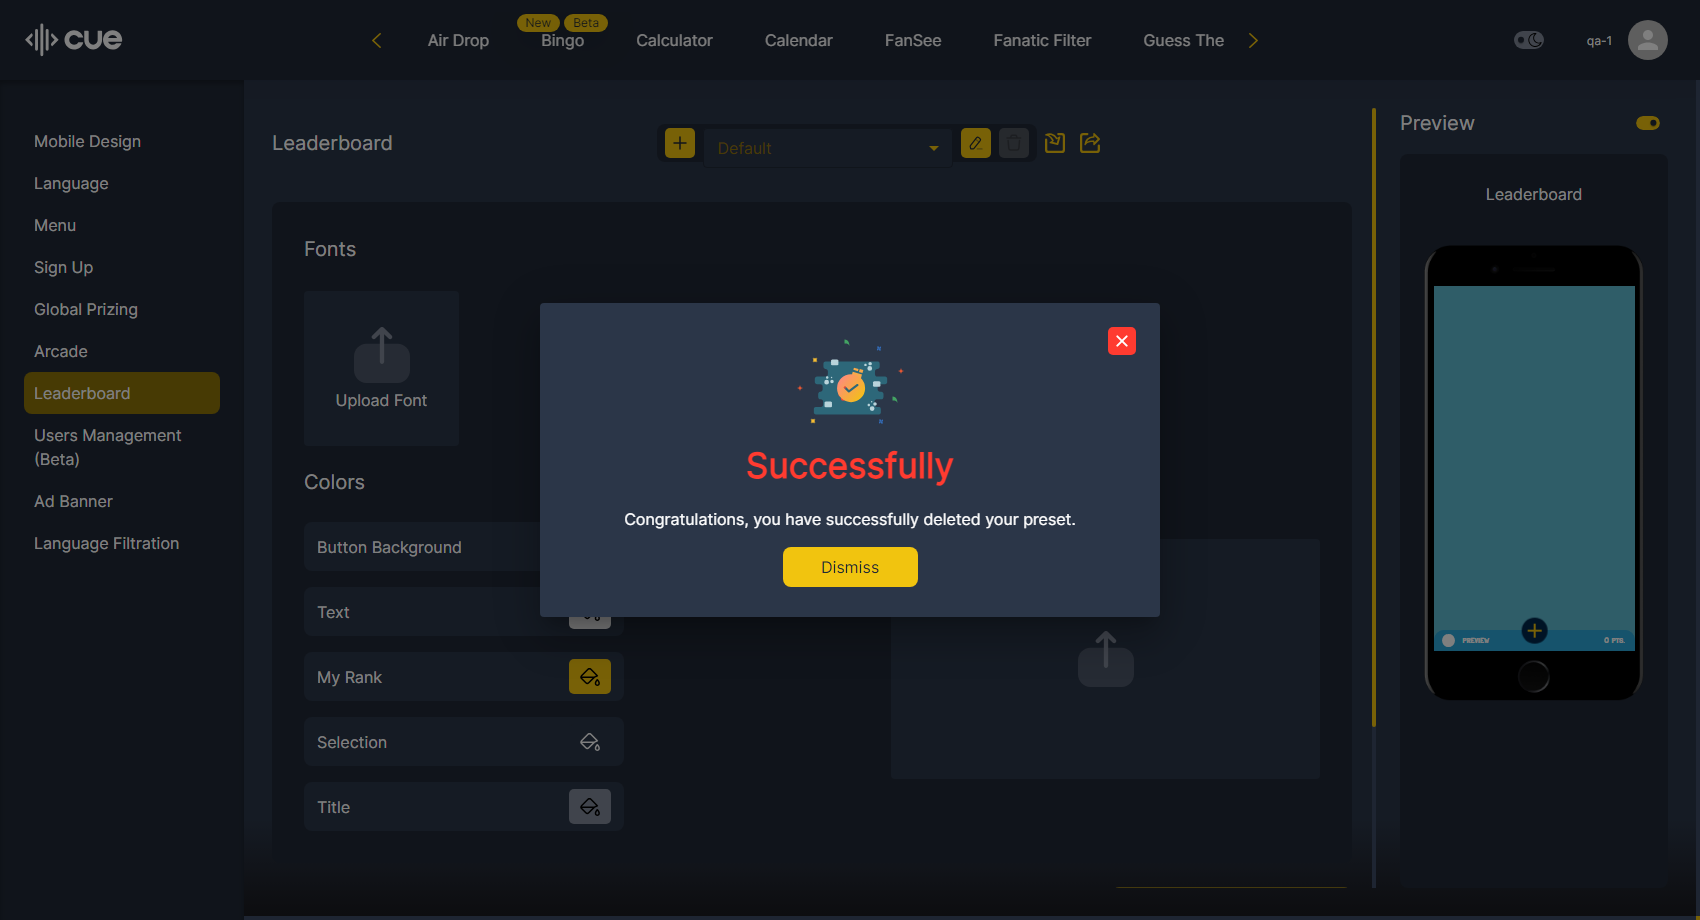 cue
Air Drop
New
Beta
Bingo
Calculator
Calendar
FanSee
Fanatic Filter
Guess The
qa-1
Mobile Design
Language
Menu
Sign Up
Global Prizing
Arcade
Leaderboard
Users Management
(Beta)
Ad Banner
Language Filtration
Leaderboard
Default
Fonts
Upload Font
Colors
Button Background
Text
My Rank
Selection
Title
Successfully
Congratulations, you have successfully deleted your preset.
Dismiss
Preview
Leaderboard
PREVIEW
0 PTS.